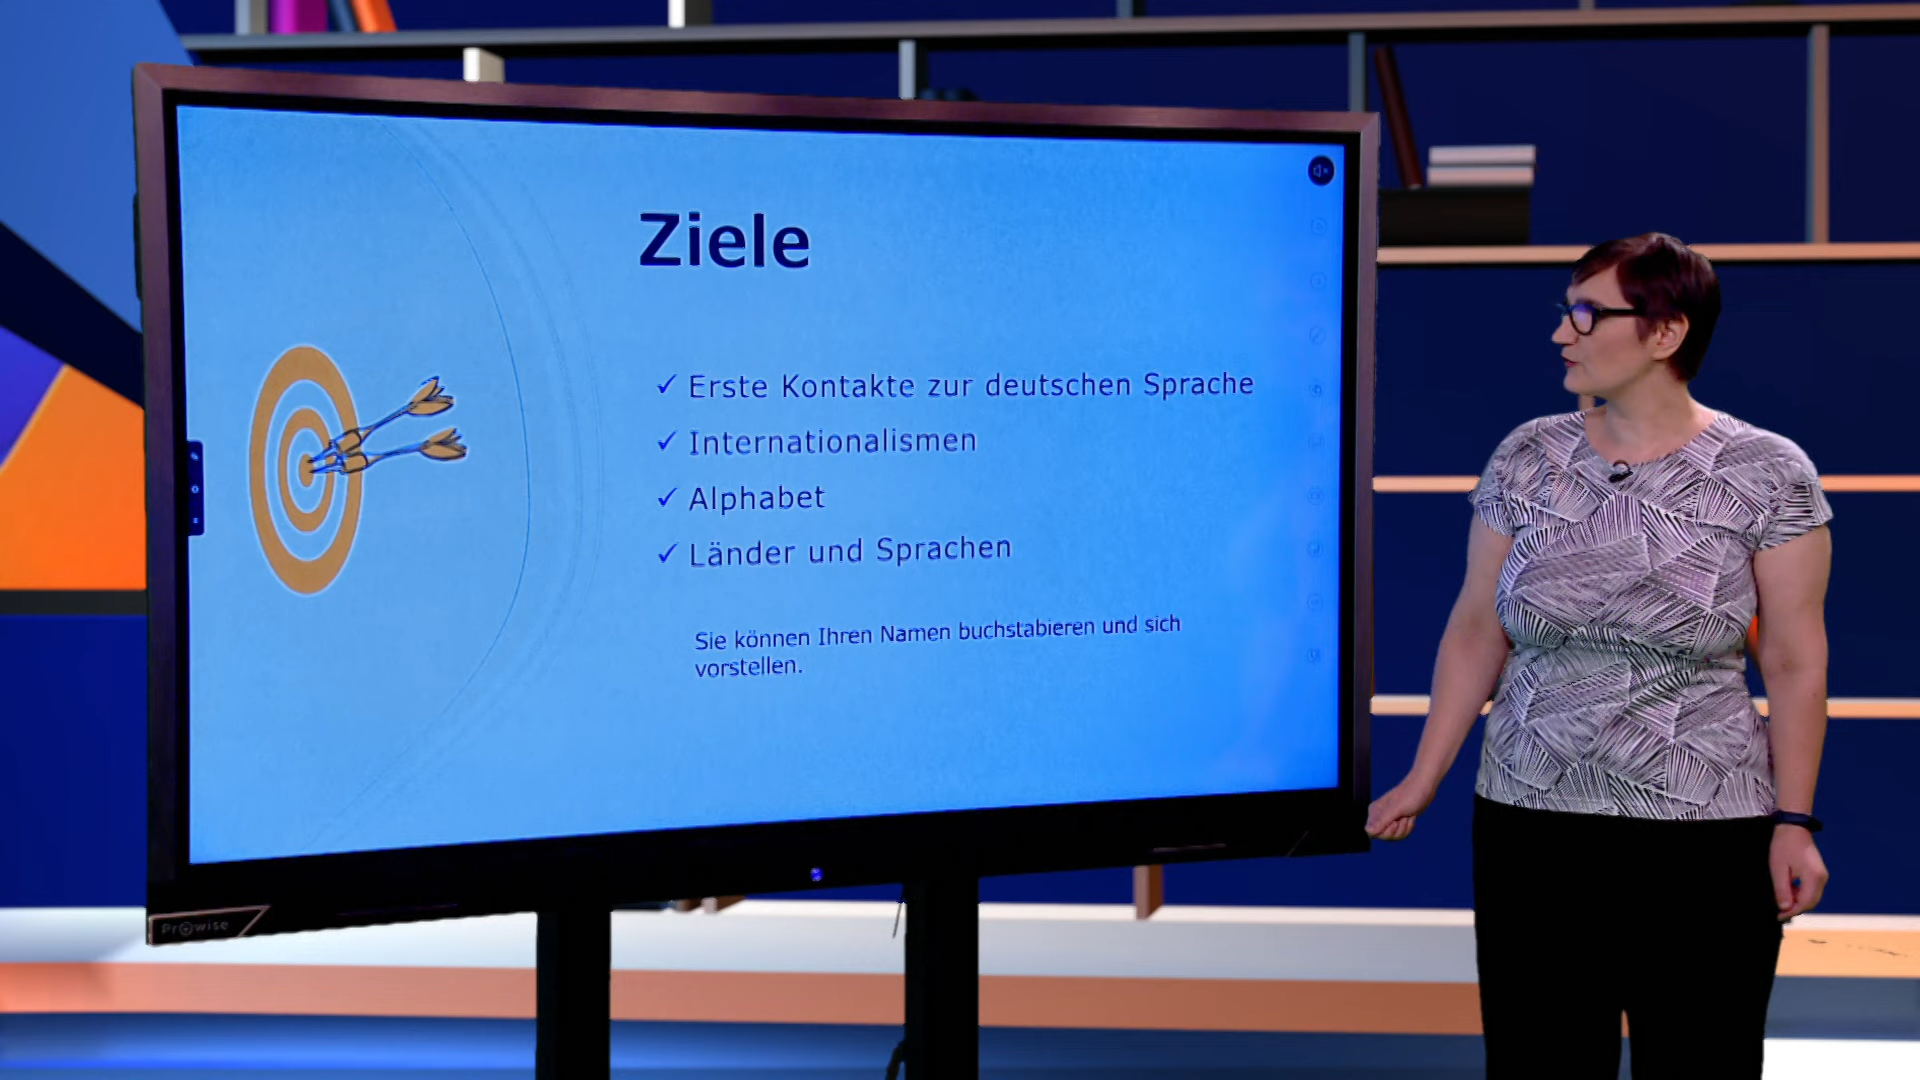 Ziele
✓ Erste Kontakte zur deutschen Sprache
✓ Internationalismen
✓ Alphabet
✓ Länder und Sprachen
Sie können Ihren Namen buchstabieren und sich
vorstellen.
Prowise